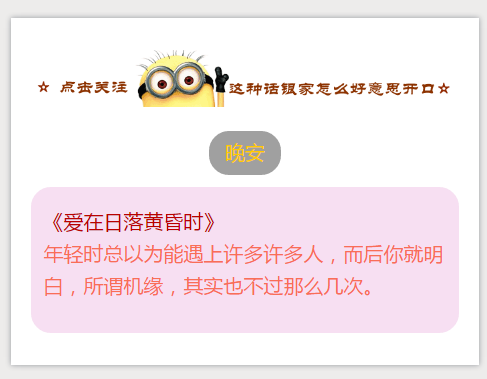 ☆ 点击关注 这种话银家怎么好意思开口☆
晚安
《爱在日落黄昏时》
年轻时总以为能遇上许多许多人，而后你就明
白，所谓机缘，其实也不过那么几次。